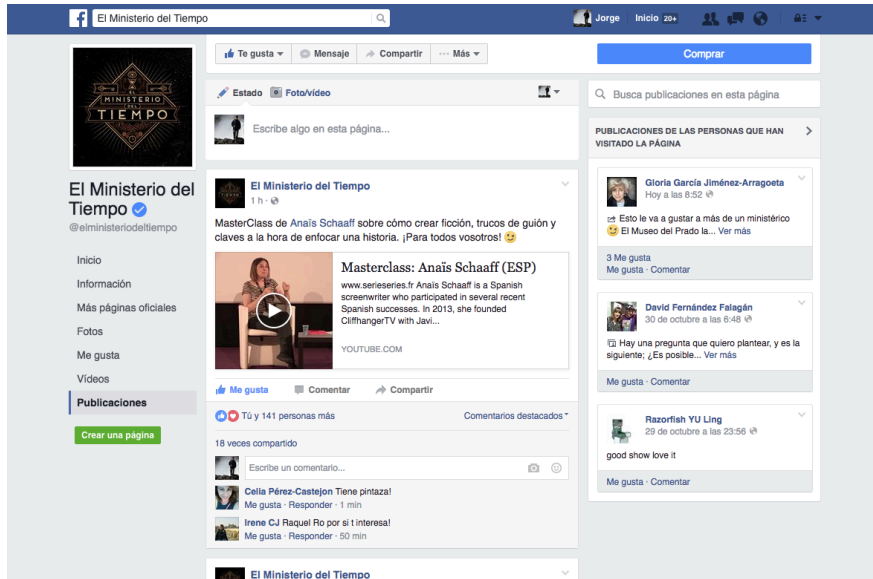 El Ministerio del Tiempo
Jorge
Inicio 20+
MINISTERIO
DEL
TIEMPO
El Ministerio del
Tiempo
@elministeriodeltiempo
Inicio
Información
Más páginas oficiales
Fotos
Me gusta
Vídeos
Publicaciones
Crear una página
Te gusta
Mensaje
Compartir
Más
Estado
Foto/vídeo
Escribe algo en esta página...
El Ministerio del Tiempo
1 h ·
MasterClass de Anaïs Schaaff sobre cómo crear ficción, trucos de guión y
claves a la hora de enfocar una historia. ¡Para todos vosotros!
Masterclass: Anaïs Schaaff (ESP)
www.serieseries.fr Anaïs Schaaff is a Spanish
screenwriter who participated in several recent
Spanish successes. In 2013, she founded
CliffhangerTV with Javi...
YOUTUBE.COM
Me gusta
Comentar
Compartir
Tú y 141 personas más
Comentarios destacados
18 veces compartido
Escribe un comentario...
Celia Pérez-Castejon Tiene pintaza!
Me gusta · Responder · 1 min
Irene CJ Raquel Ro por si t interesa!
Me gusta · Responder · 50 min
El Ministerio del Tiempo
Comprar
Busca publicaciones en esta página
PUBLICACIONES DE LAS PERSONAS QUE HAN
VISITADO LA PÁGINA
Gloria García Jiménez-Arragoeta
Hoy a las 8:52
Esto le va a gustar a más de un ministérico
El Museo del Prado la... Ver más
3 Me gusta
Me gusta · Comentar
David Fernández Falagán
30 de octubre a las 6:48
Hay una pregunta que quiero plantear, y es la
siguiente; ¿Es posible... Ver más
Me gusta · Comentar
Razorfish YU Ling
29 de octubre a las 23:56
good show love it
Me gusta · Comentar